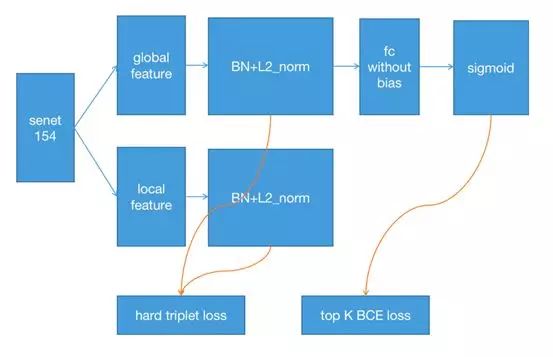 global
feature
BN+L2_norm
fc
without
bias
sigmoid
senet
154
local
feature
BN+L2_norm
hard triplet loss
top K BCE loss